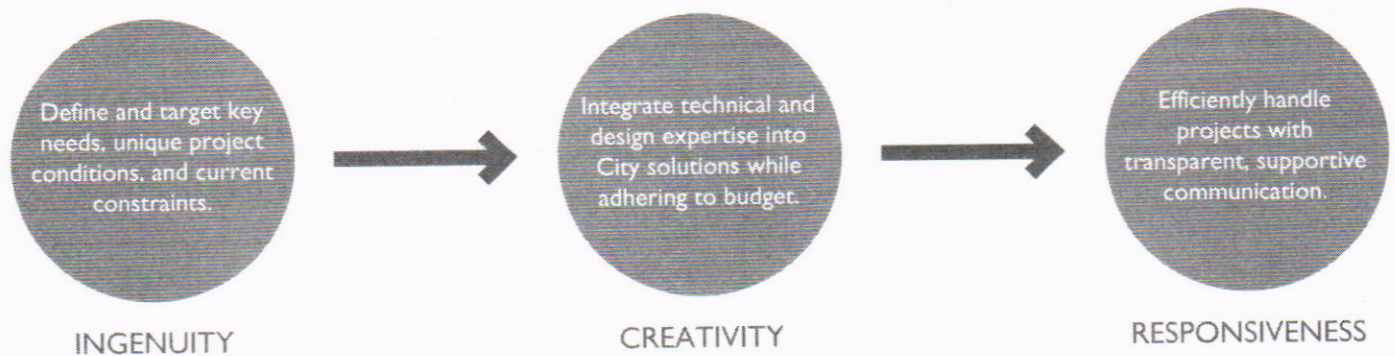 Define and target key
needs, unique project
conditions, and current
constraints.
INGENUITY
Integrate technical and
design expertise into
City solutions while
adhering to budget.
CREATIVITY
Efficiently handle
projects with
transparent, supportive
communication.
RESPONSIVENESS